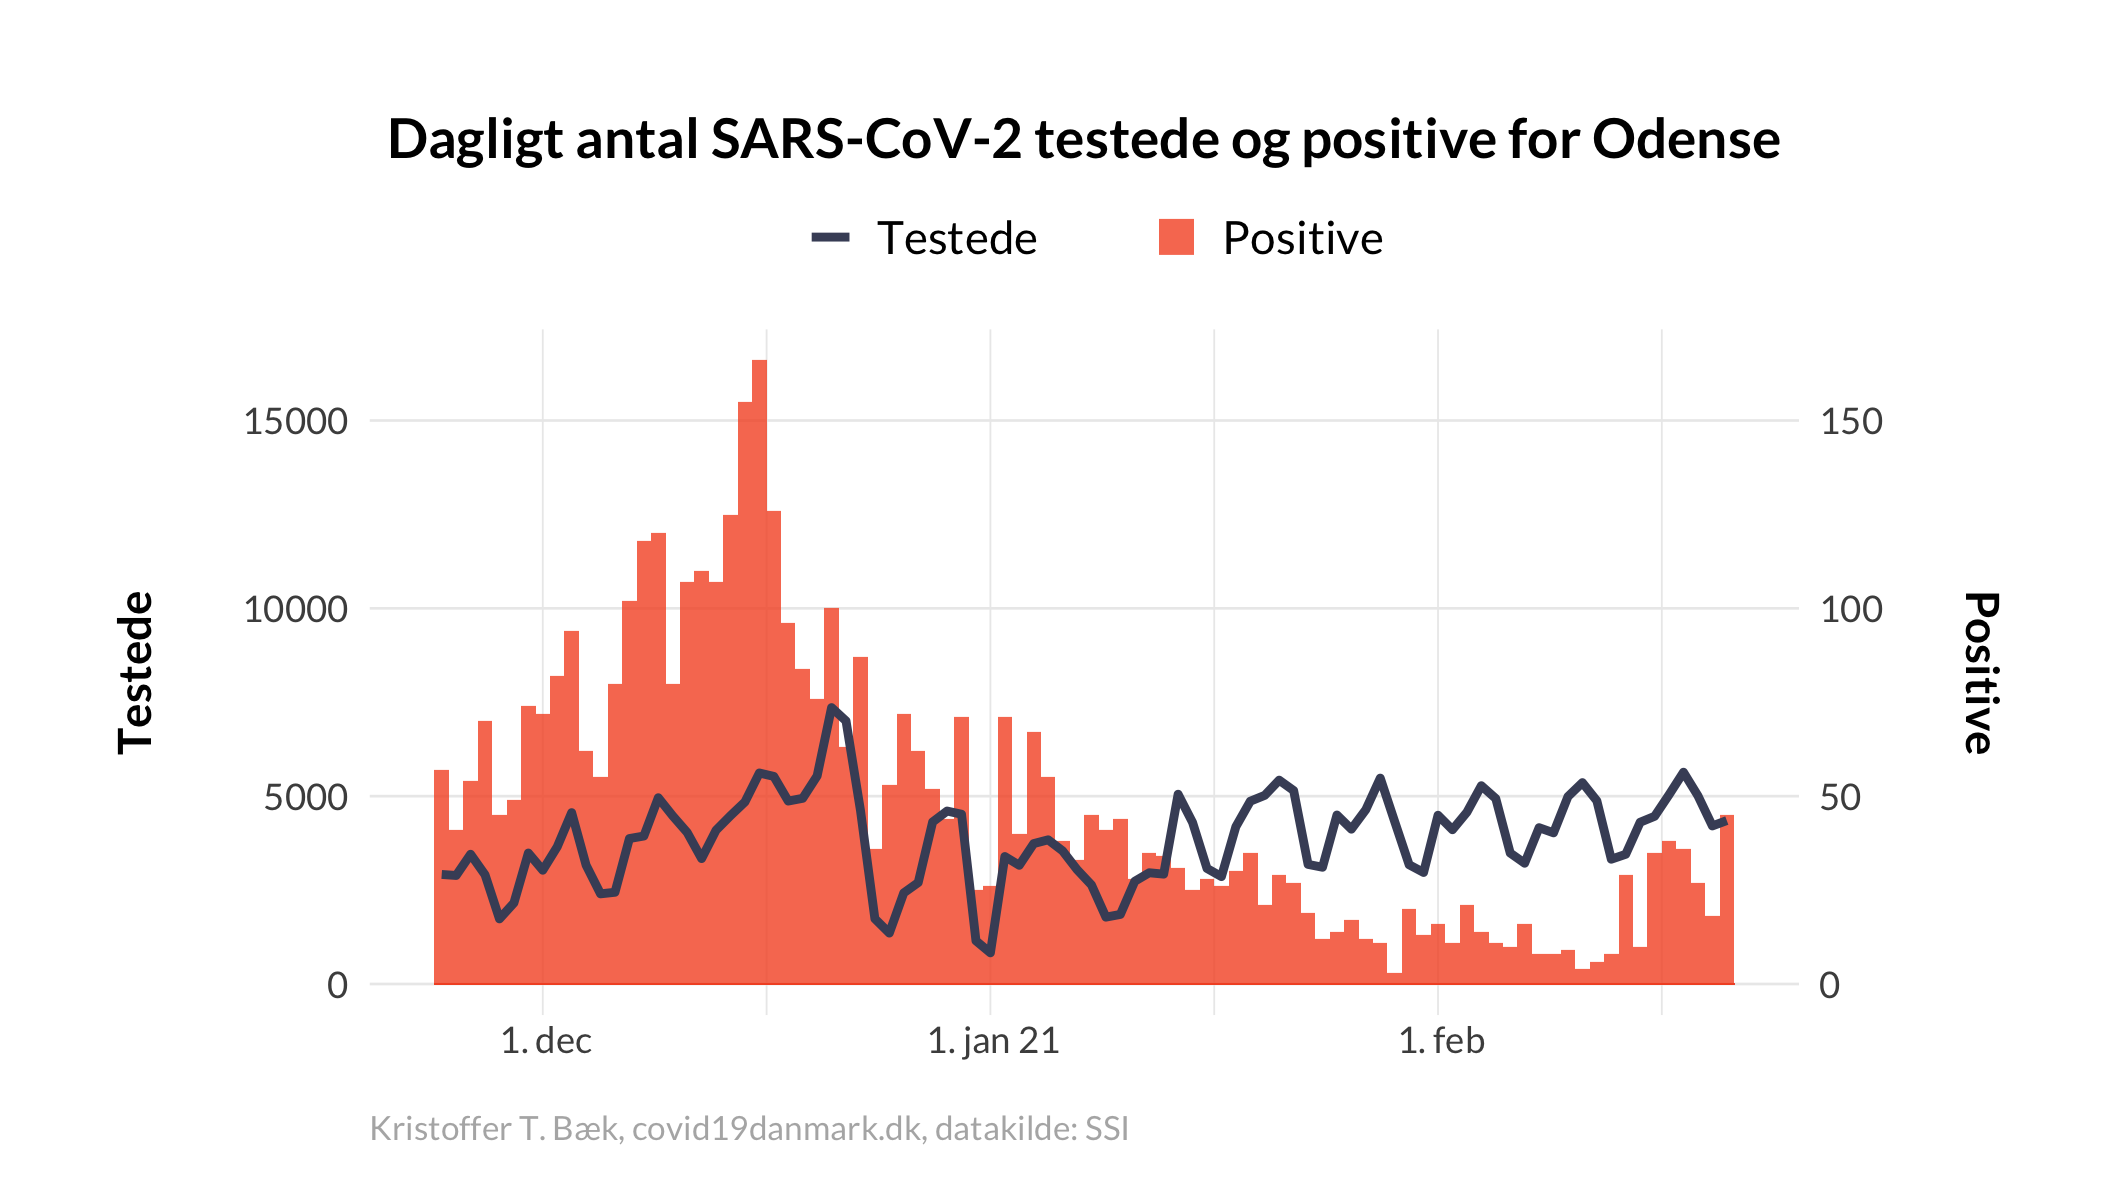 Dagligt antal SARS-CoV-2 testede og positive for Odense
Testede
Positive
15000
10000
5000
0
150
100
50
0
Testede
Positive
1. dec
1. jan 21
1. feb
Kristoffer T. Bæk, covid19danmark.dk, datakilde: SSI